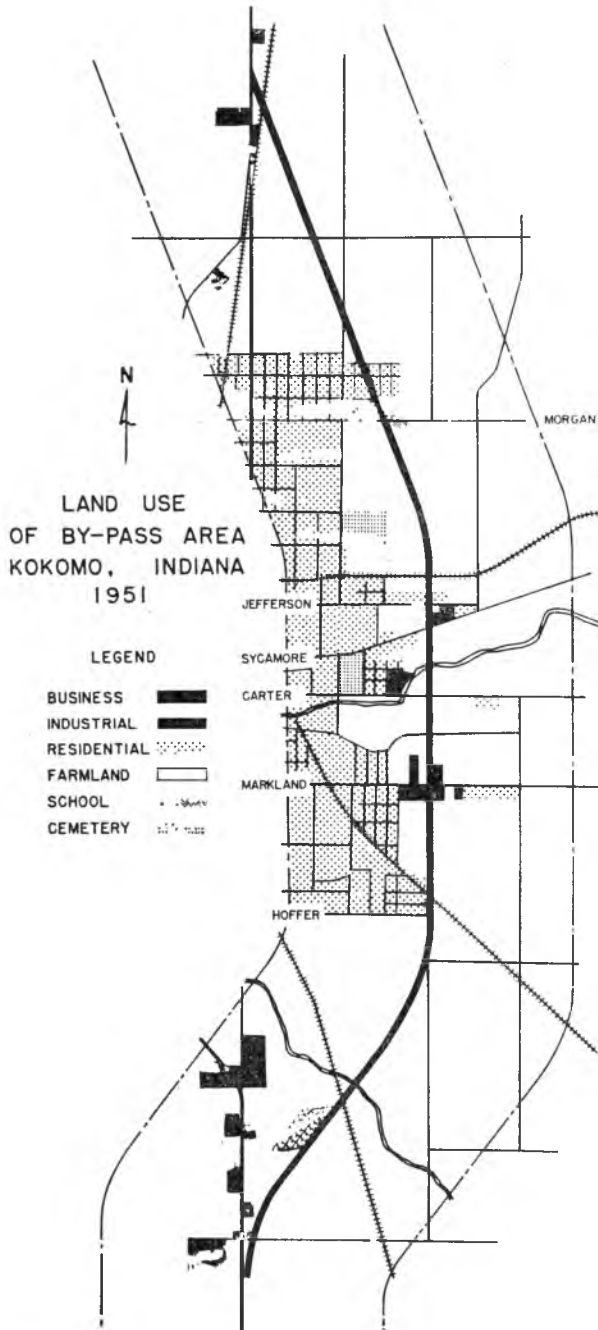 N
MORGAN
LAND USE
OF BY-PASS AREA
KOKOMO, INDIANA
1951
JEFFERSON
LEGEND
SYCAMORE
CARTER
BUSINESS
INDUSTRIAL
RESIDENTIAL
FARMLAND
MARKLAND
SCHOOL
CEMETERY
HOFFER